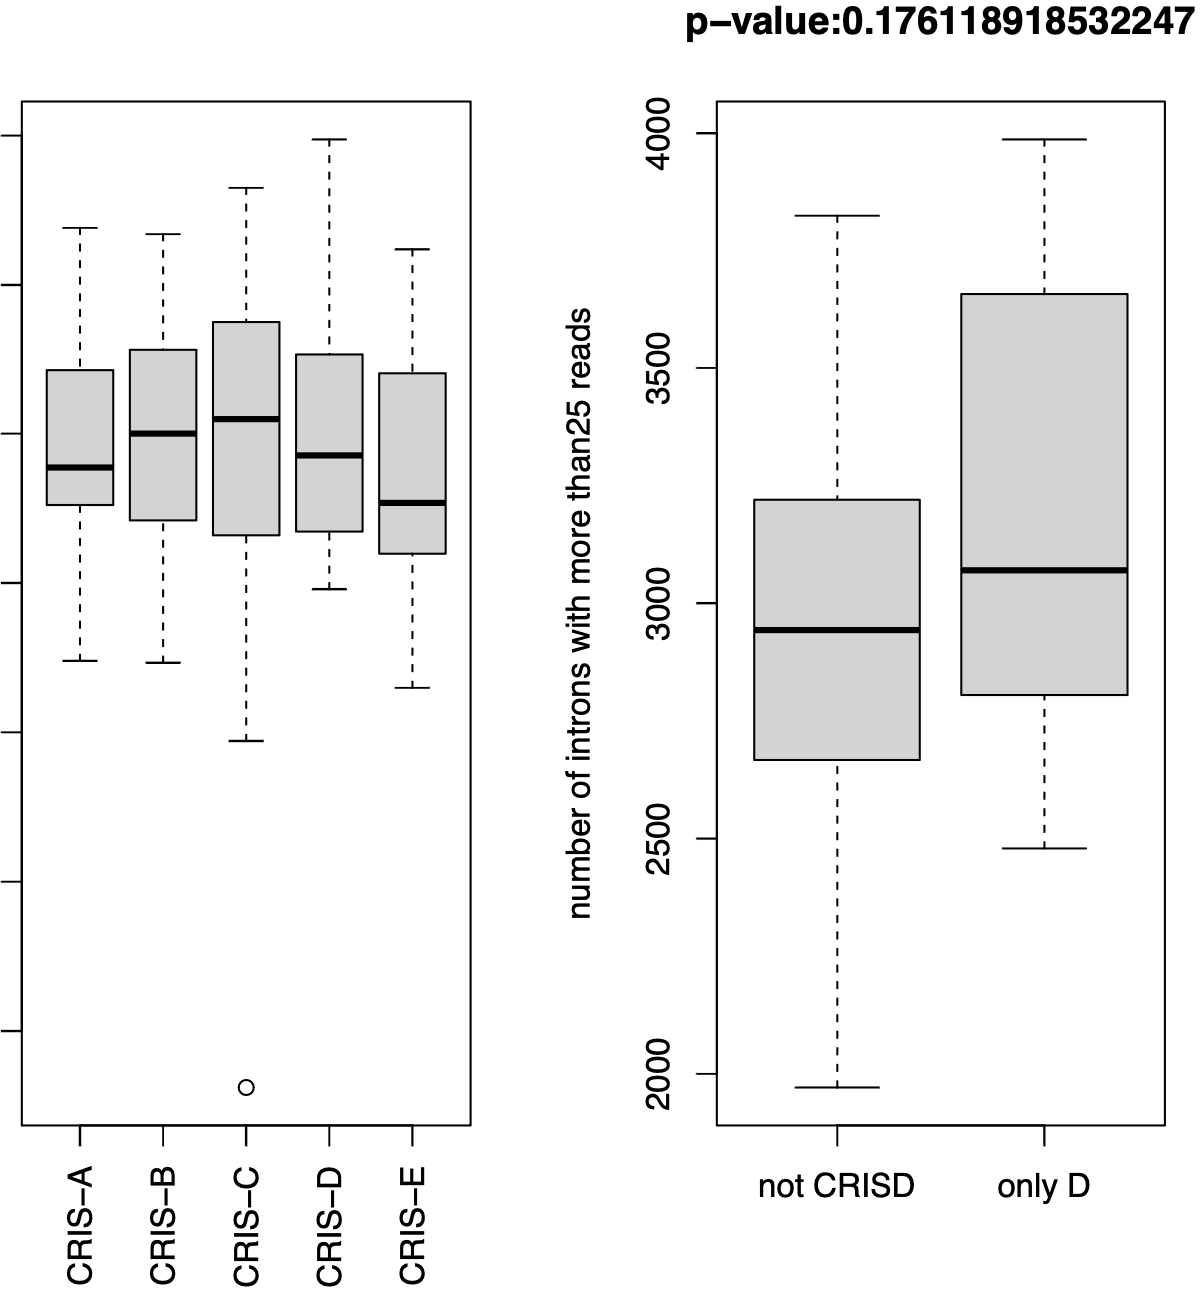 p−value:0.176118918532247
CRIS−A
CRIS−B
CRIS−C
CRIS−D
CRIS−E
number of introns with more than25 reads
4000
3500
3000
2500
2000
not CRISD
only D